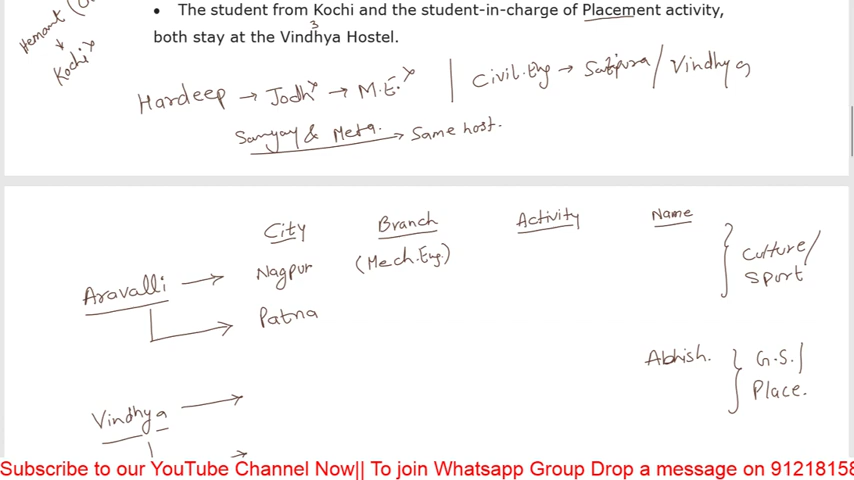 • The student from Kochi and the student-in-charge of Placement activity,
both stay at the Vindhya Hostel.
3
Hemant
Kochi ×
Hardeep → Jodh × → M.E. × | Civil. Eng → Satpura / Vindhya
Sanjay & Meta. → Same host.
City Branch Activity Name
Aravalli → Nagpur (Mech. Eng.)
Culture /
Sport
→ Patna
Abhish. G.S. /
Place.
Vindhya →
Subscribe to our YouTube Channel Now|| To join Whatsapp Group Drop a message on 91218158